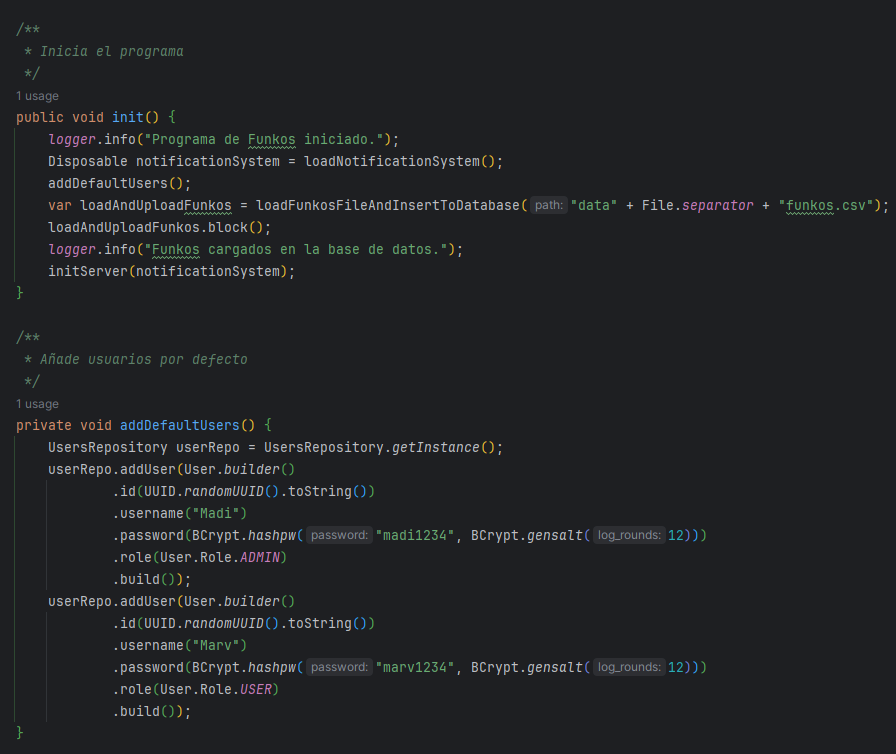 /**
 * Inicia el programa
 */
1 usage
public void init() {
    logger.info("Programa de Funkos iniciado.");
    Disposable notificationSystem = loadNotificationSystem();
    addDefaultUsers();
    var loadAndUploadFunkos = loadFunkosFileAndInsertToDatabase( path: "data" + File.separator + "funkos.csv");
    loadAndUploadFunkos.block();
    logger.info("Funkos cargados en la base de datos.");
    initServer(notificationSystem);
}
/**
 * Añade usuarios por defecto
 */
1 usage
private void addDefaultUsers() {
    UsersRepository userRepo = UsersRepository.getInstance();
    userRepo.addUser(User.builder()
            .id(UUID.randomUUID().toString())
            .username("Madi")
            .password(BCrypt.hashpw( password: "madi1234", BCrypt.gensalt( log_rounds: 12)))
            .role(User.Role.ADMIN)
            .build());
    userRepo.addUser(User.builder()
            .id(UUID.randomUUID().toString())
            .username("Marv")
            .password(BCrypt.hashpw( password: "marv1234", BCrypt.gensalt( log_rounds: 12)))
            .role(User.Role.USER)
            .build());
}